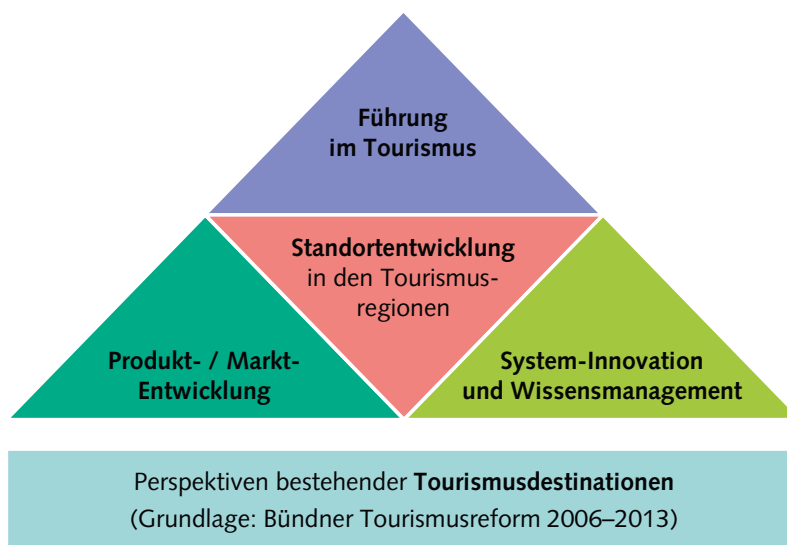 Führung
im Tourismus
Standortentwicklung
in den Tourismus-
regionen
Produkt- / Markt-
Entwicklung
System-Innovation
und Wissensmanagement
Perspektiven bestehender Tourismusdestinationen
(Grundlage: Bündner Tourismusreform 2006–2013)